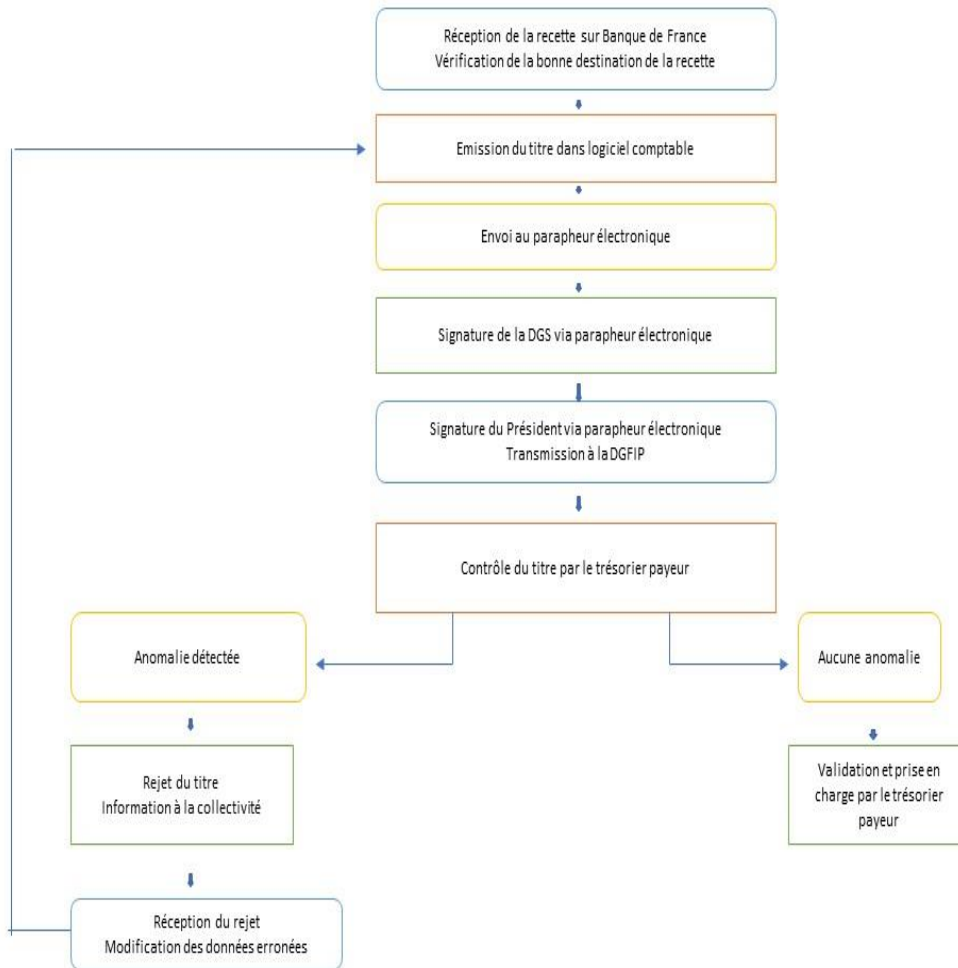 Réception de la recette sur Banque de France
Vérification de la bonne destination de la recette
Emission du titre dans logiciel comptable
Envoi au parapheur électronique
Signature de la DGS via parapheur électronique
Signature du Président via parapheur électronique
Transmission à la DGFIP
Contrôle du titre par le trésorier payeur
Anomalie détectée
Aucune anomalie
Rejet du titre
Information à la collectivité
Validation et prise en
charge par le trésorier
payeur
Réception du rejet
Modification des données erronées